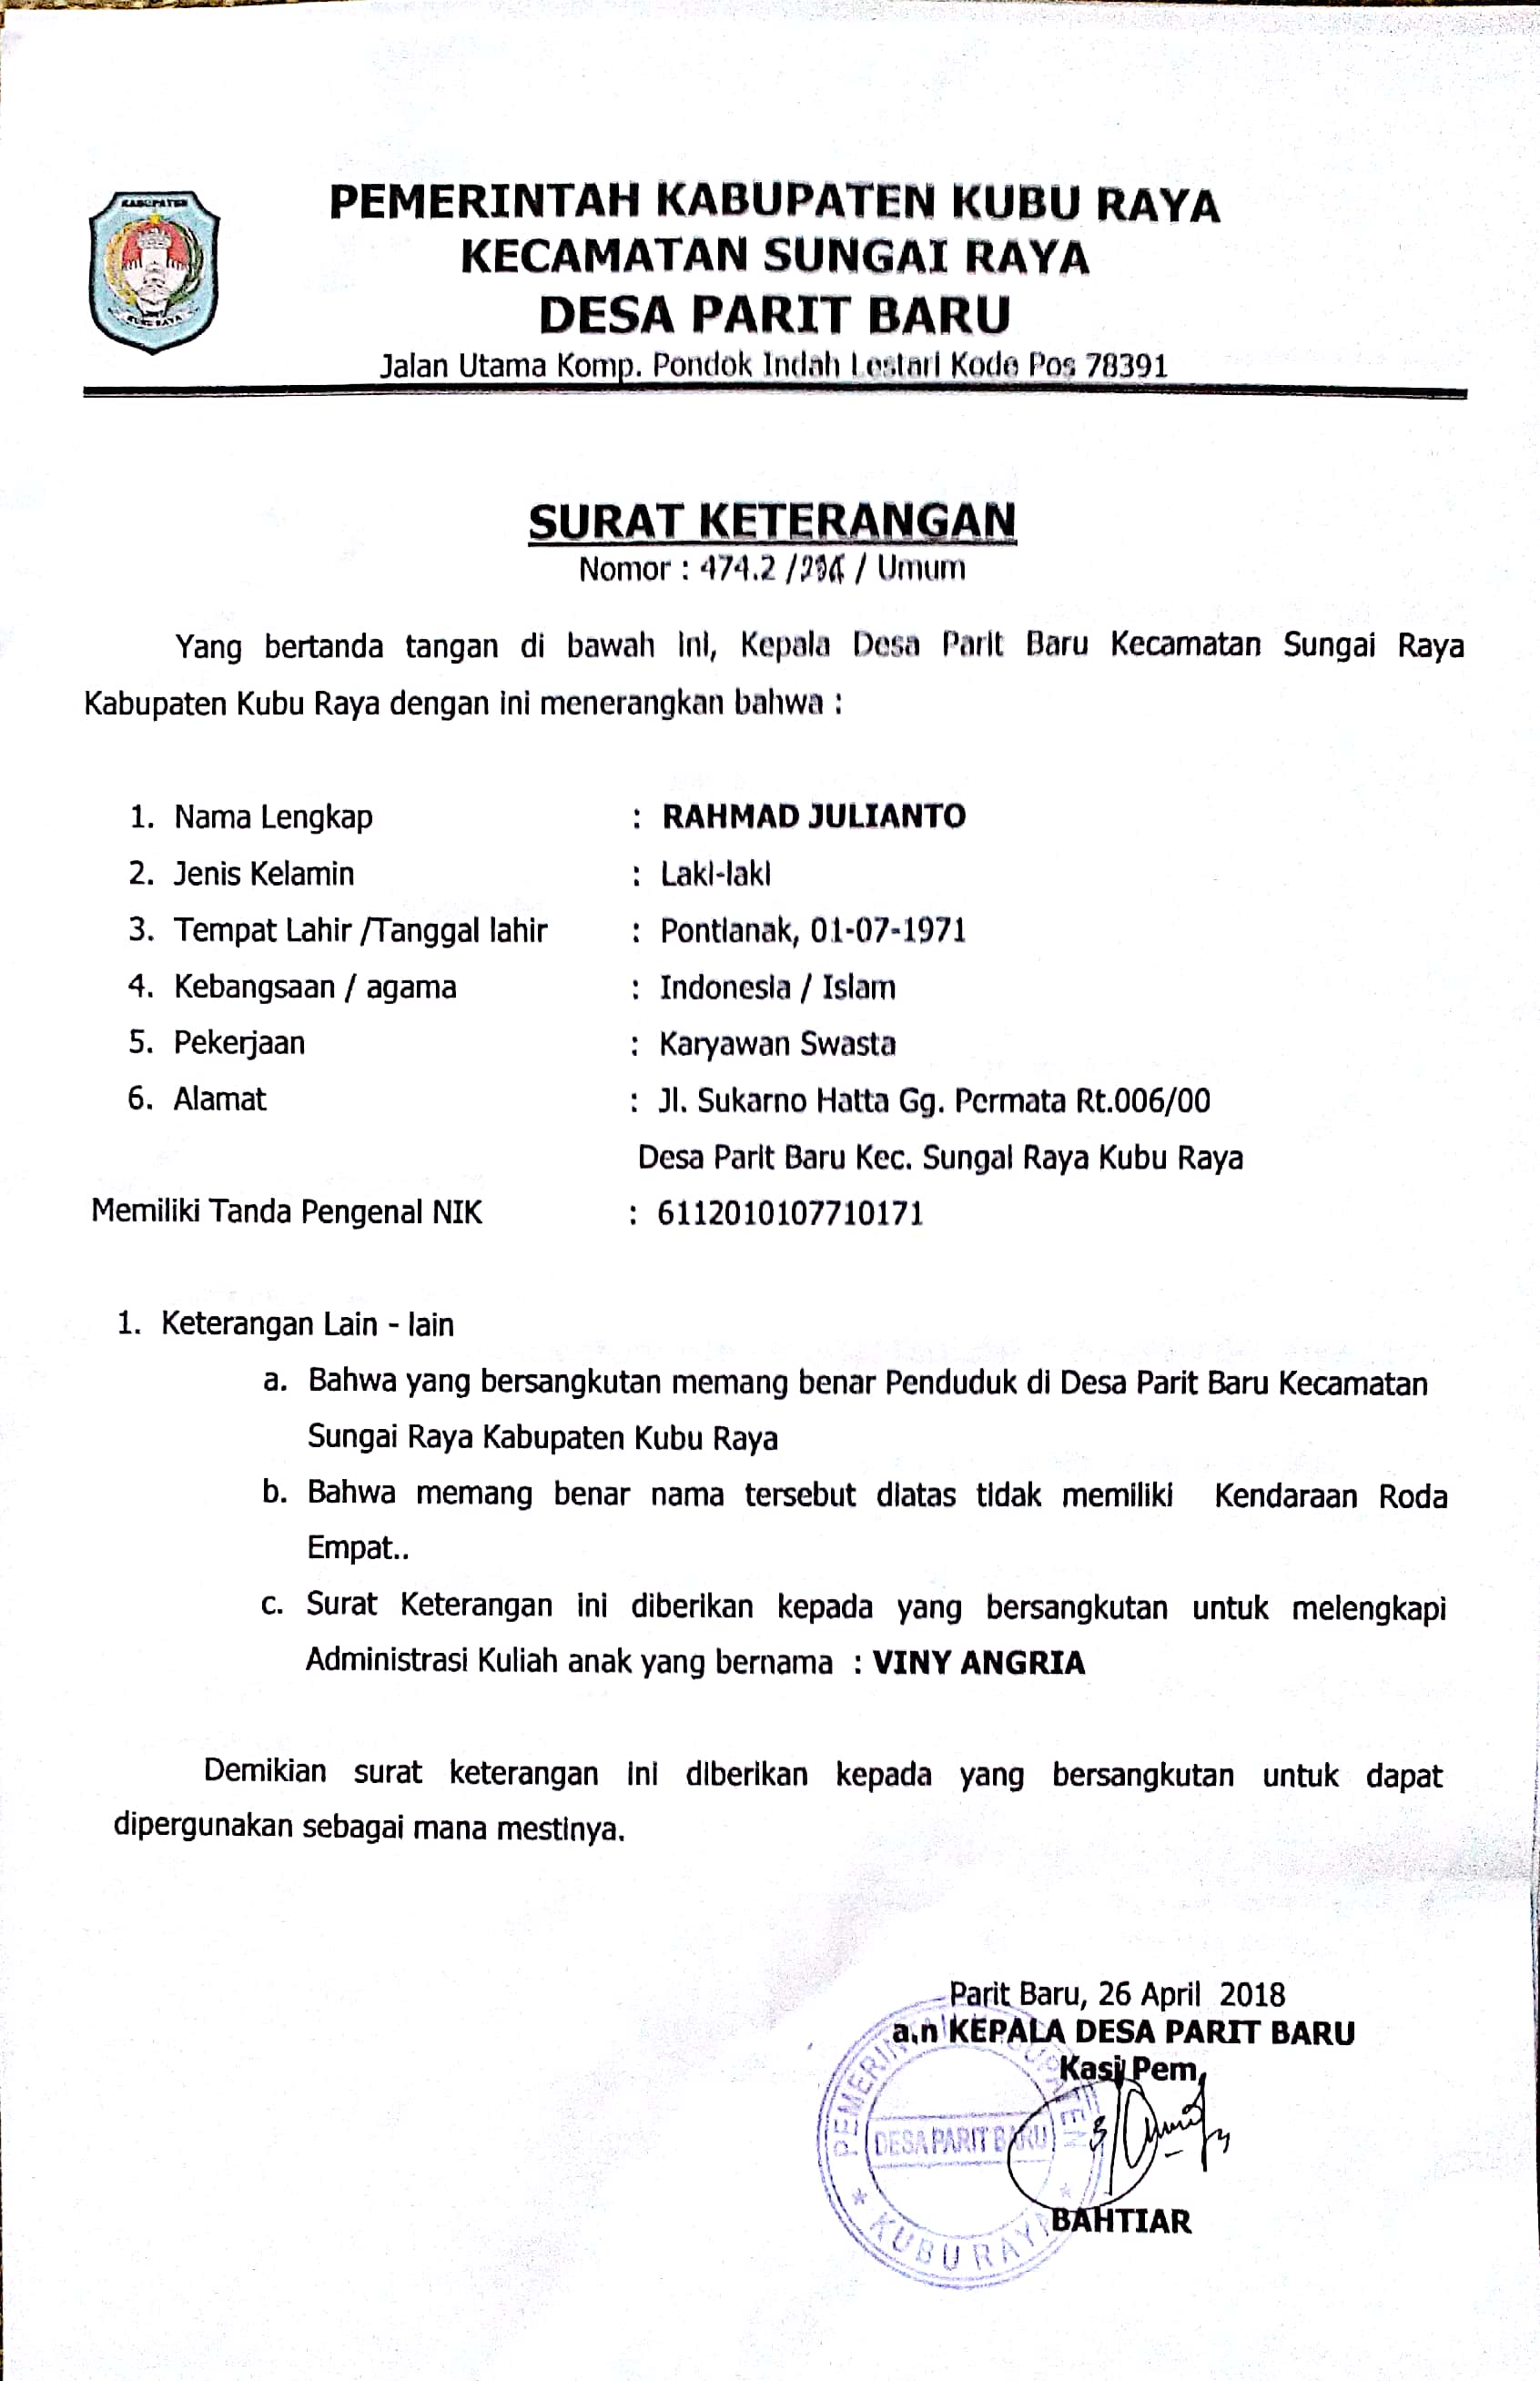 KABUPATEN
KUBU RAYA
PEMERINTAH KABUPATEN KUBU RAYA
KECAMATAN SUNGAI RAYA
DESA PARIT BARU
Jalan Utama Komp. Pondok Indah Lestari Kode Pos 78391
SURAT KETERANGAN
Nomor : 474.2 / / Umum
Yang bertanda tangan di bawah ini, Kepala Desa Parit Baru Kecamatan Sungai Raya
Kabupaten Kubu Raya dengan ini menerangkan bahwa :
1. Nama Lengkap : RAHMAD JULIANTO
2. Jenis Kelamin : Laki-laki
3. Tempat Lahir /Tanggal lahir : Pontianak, 01-07-1971
4. Kebangsaan / agama : Indonesia / Islam
5. Pekerjaan : Karyawan Swasta
6. Alamat : Jl. Sukarno Hatta Gg. Permata Rt.006/00
Desa Parit Baru Kec. Sungai Raya Kubu Raya
Memiliki Tanda Pengenal NIK : 6112010107710171
1. Keterangan Lain - lain
a. Bahwa yang bersangkutan memang benar Penduduk di Desa Parit Baru Kecamatan
Sungai Raya Kabupaten Kubu Raya
b. Bahwa memang benar nama tersebut diatas tidak memiliki Kendaraan Roda
Empat..
c. Surat Keterangan ini diberikan kepada yang bersangkutan untuk melengkapi
Administrasi Kuliah anak yang bernama : VINY ANGRIA
Demikian surat keterangan ini diberikan kepada yang bersangkutan untuk dapat
dipergunakan sebagai mana mestinya.
Parit Baru, 26 April 2018
a.n KEPALA DESA PARIT BARU
Kasi Pem,
PEMERINTAH KABUPATEN
DESA PARIT BARU
* KUBU RAYA *
BAHTIAR